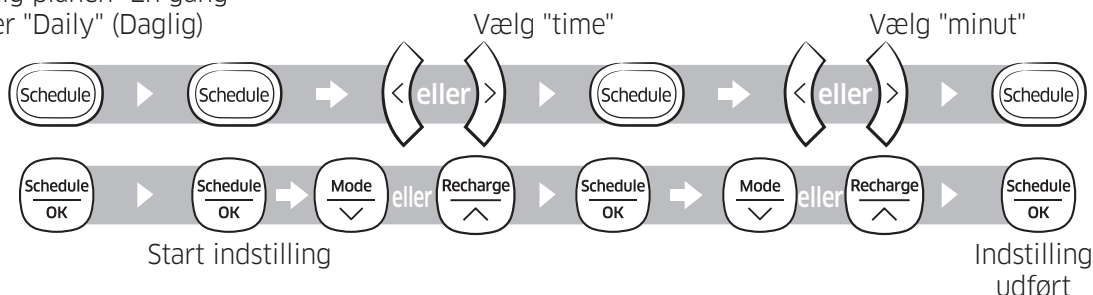 planen "En gang"
er "Daily" (Daglig)
Vælg "time"
Vælg "minut"
Schedule Schedule < eller > Schedule < eller > Schedule
Schedule OK Schedule OK Mode eller Recharge Schedule OK Mode eller Recharge Schedule OK
Start indstilling
Indstilling
udført